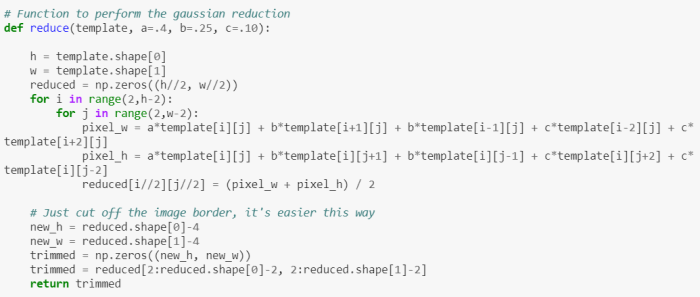 # Function to perform the gaussian reduction
def reduce(template, a=.4, b=.25, c=.10):
    h = template.shape[0]
    w = template.shape[1]
    reduced = np.zeros((h//2, w//2))
    for i in range(2,h-2):
        for j in range(2,w-2):
            pixel_w = a*template[i][j] + b*template[i+1][j] + b*template[i-1][j] + c*template[i-2][j] + c*
template[i+2][j]
            pixel_h = a*template[i][j] + b*template[i][j+1] + b*template[i][j-1] + c*template[i][j+2] + c*
template[i][j-2]
            reduced[i//2][j//2] = (pixel_w + pixel_h) / 2
    # Just cut off the image border, it's easier this way
    new_h = reduced.shape[0]-4
    new_w = reduced.shape[1]-4
    trimmed = np.zeros((new_h, new_w))
    trimmed = reduced[2:reduced.shape[0]-2, 2:reduced.shape[1]-2]
    return trimmed